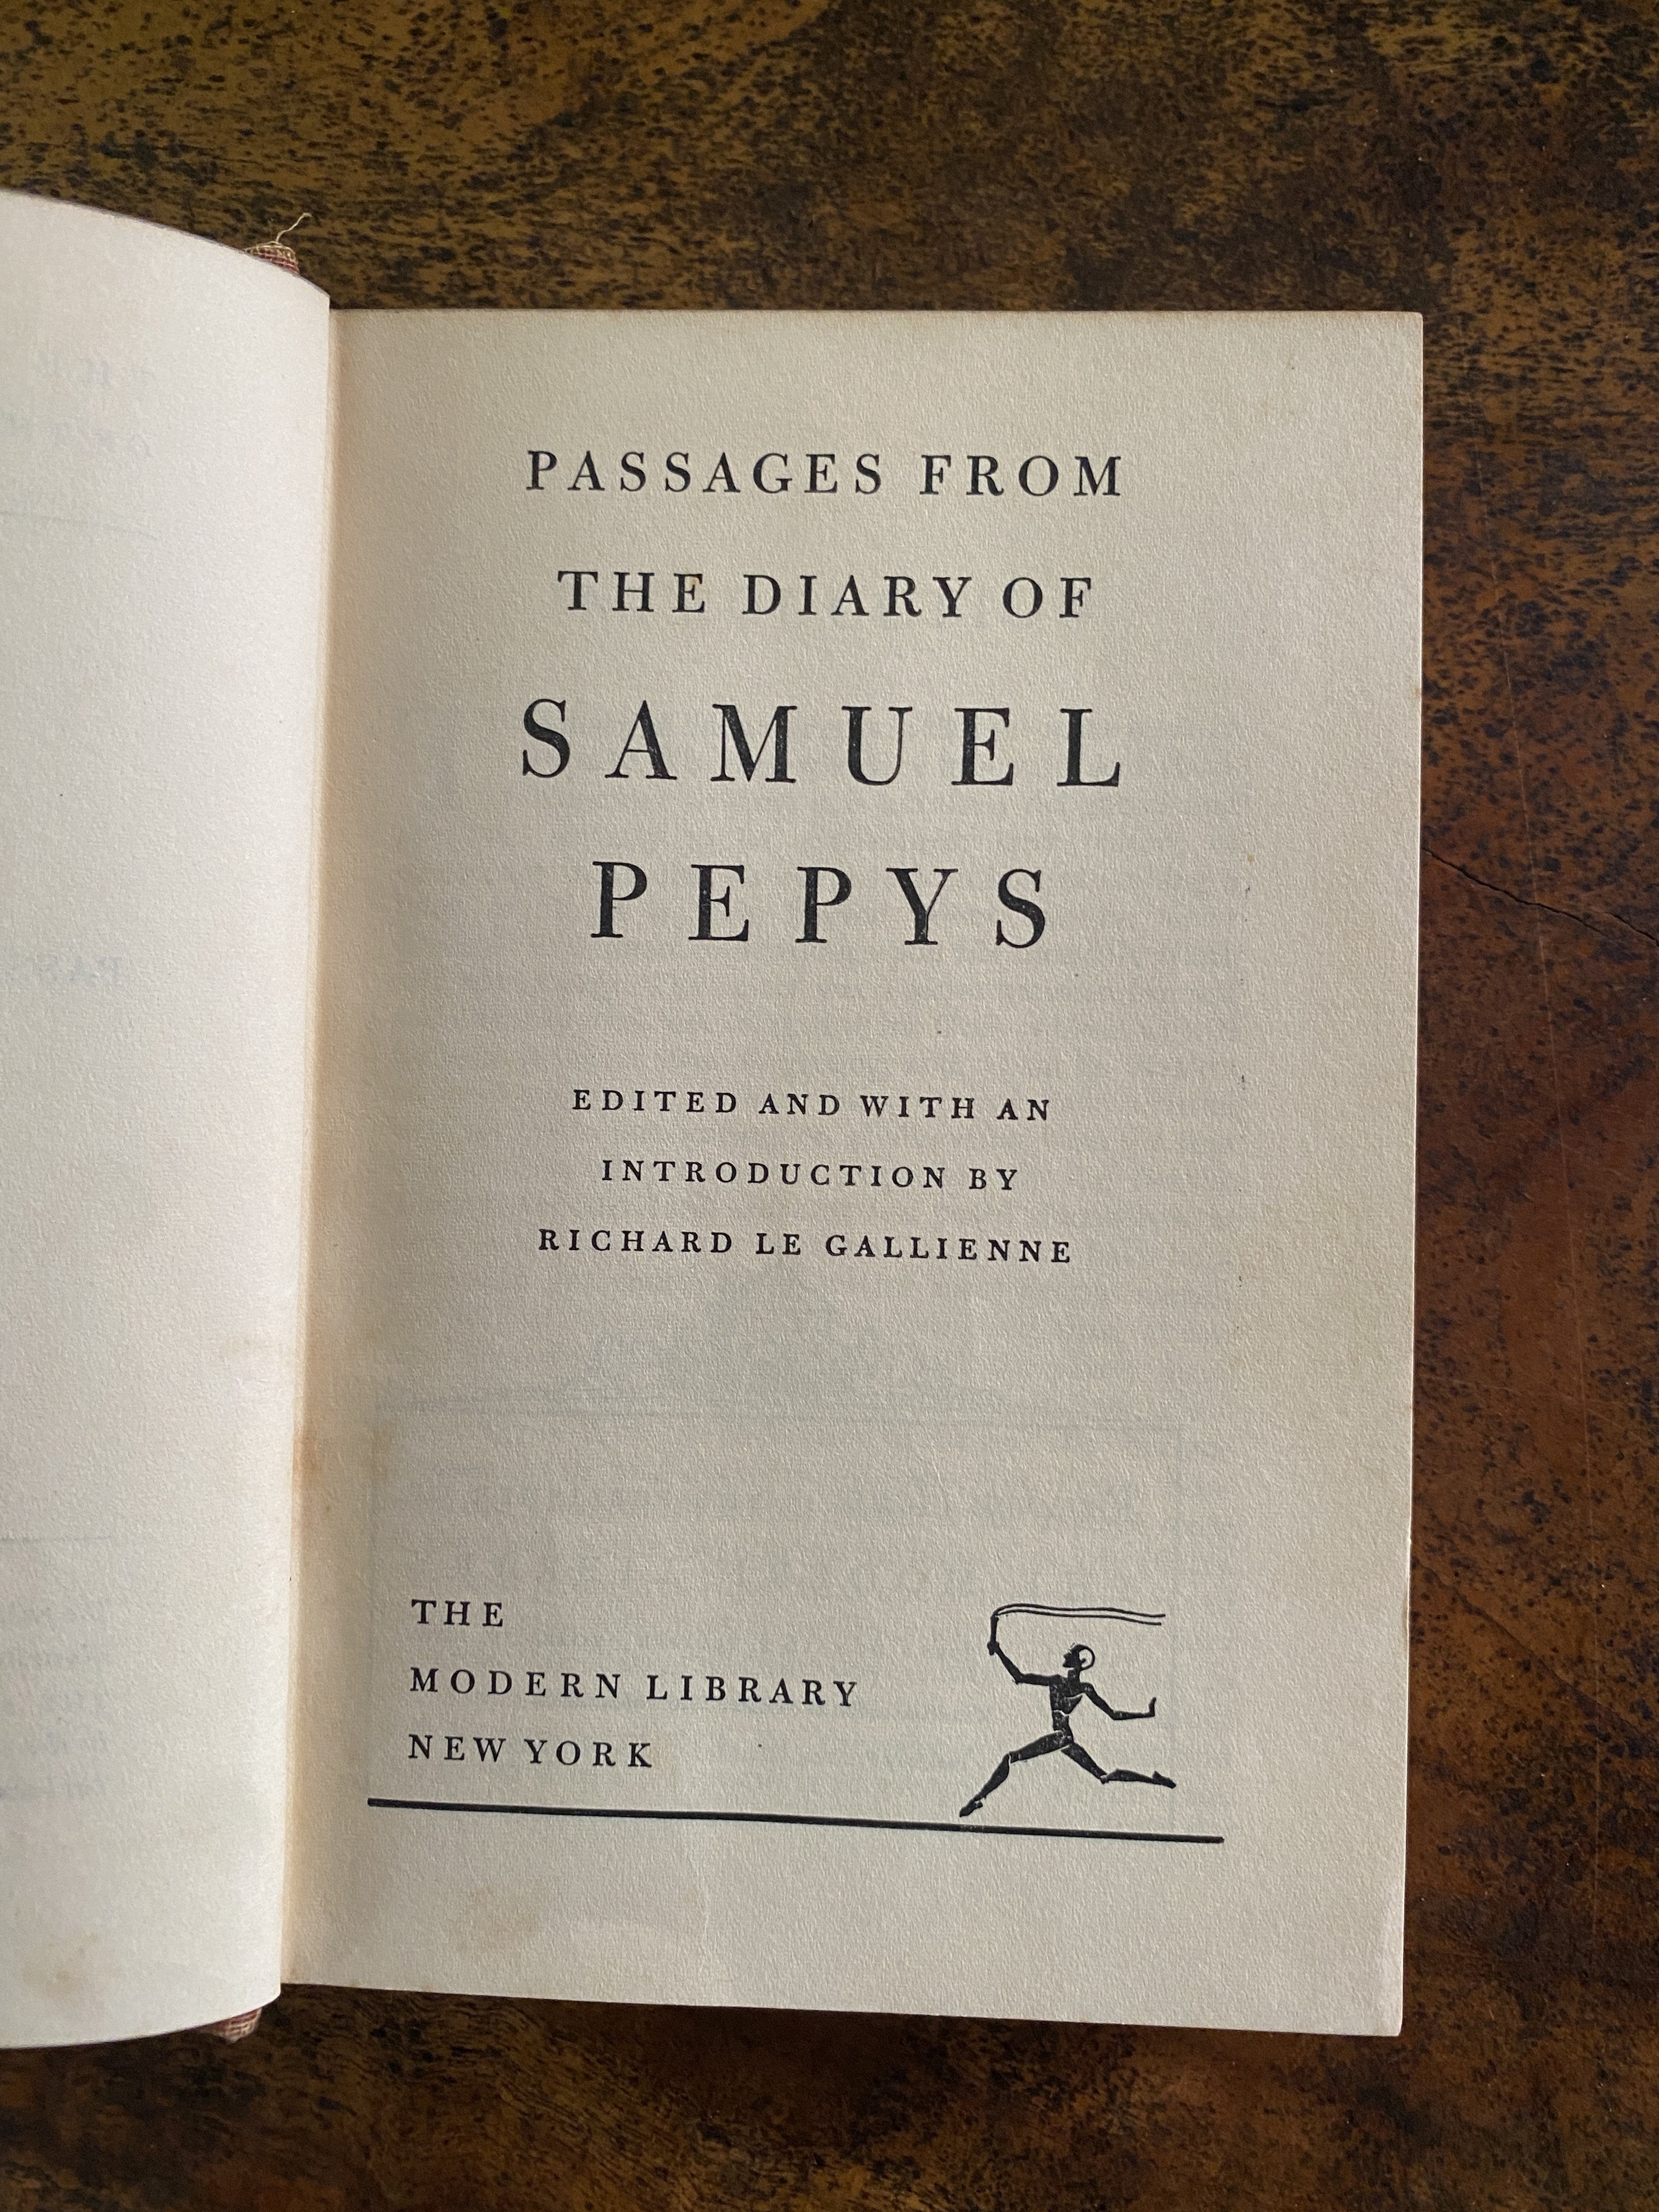 PASSAGES FROM
THE DIARY OF
SAMUEL
PEPYS
EDITED AND WITH AN
INTRODUCTION BY
RICHARD LE GALLIENNE
THE
MODERN LIBRARY
NEW YORK